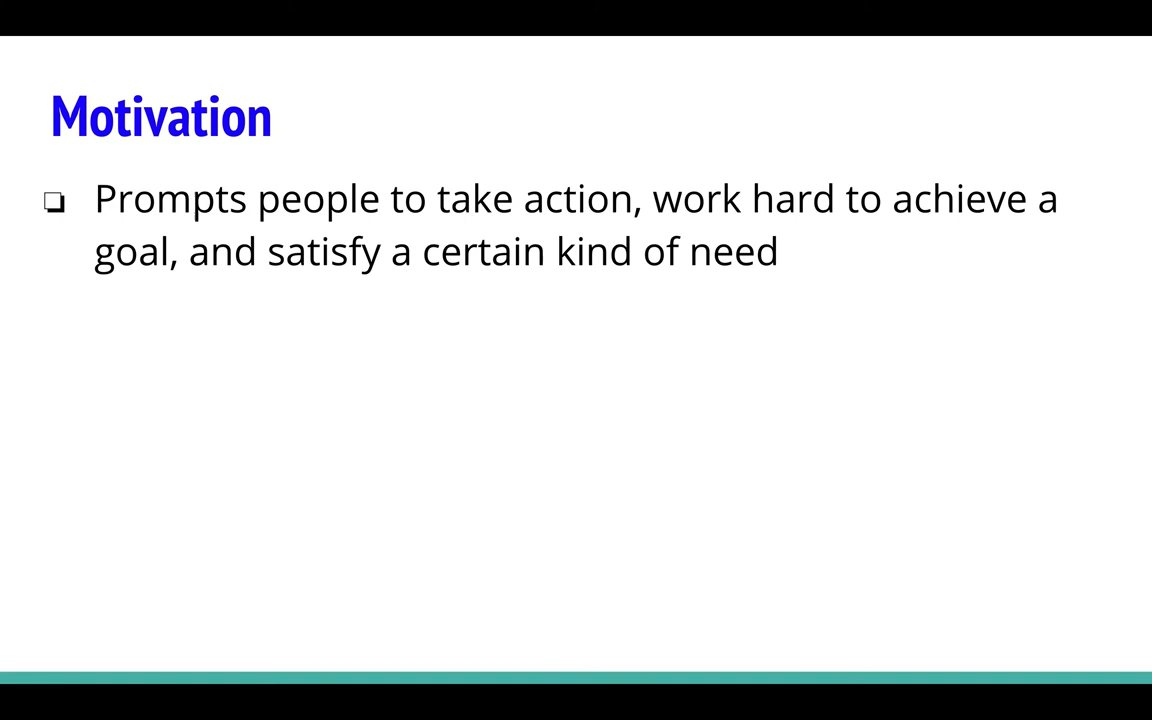 Motivation
Prompts people to take action, work hard to achieve a
goal, and satisfy a certain kind of need